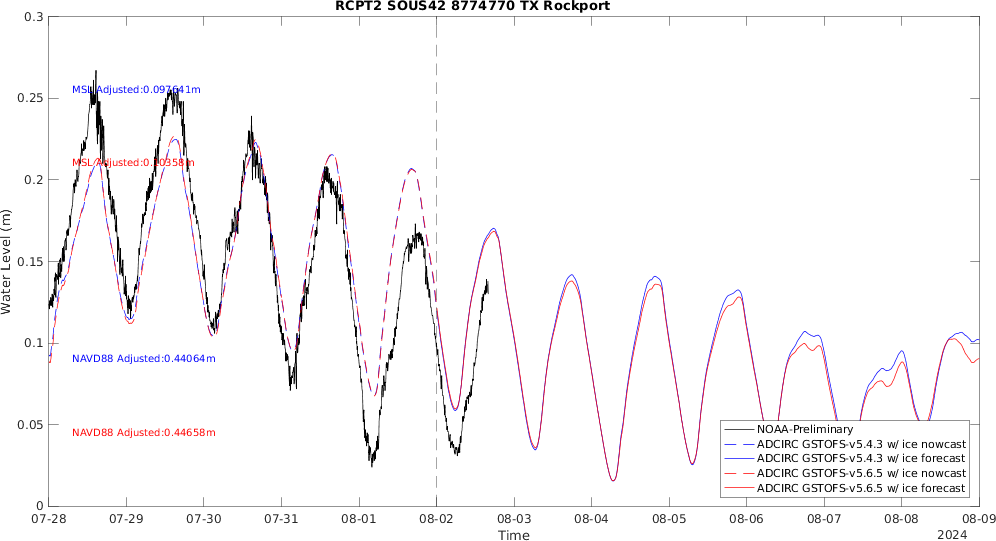 RCPT2 SOUS42 8774770 TX Rockport
0.3
0.25
0.2
0.15
0.1
0.05
0
Water Level (m)
MSL Adjusted:0.097641m
MSL Adjusted:0.10358m
NAVD88 Adjusted:0.44064m
NAVD88 Adjusted:0.44658m
NOAA-Preliminary
ADCIRC GSTOFS-v5.4.3 w/ ice nowcast
ADCIRC GSTOFS-v5.4.3 w/ ice forecast
ADCIRC GSTOFS-v5.6.5 w/ ice nowcast
ADCIRC GSTOFS-v5.6.5 w/ ice forecast
07-28 07-29 07-30 07-31 08-01 08-02 08-03 08-04 08-05 08-06 08-07 08-08 08-09
Time
2024